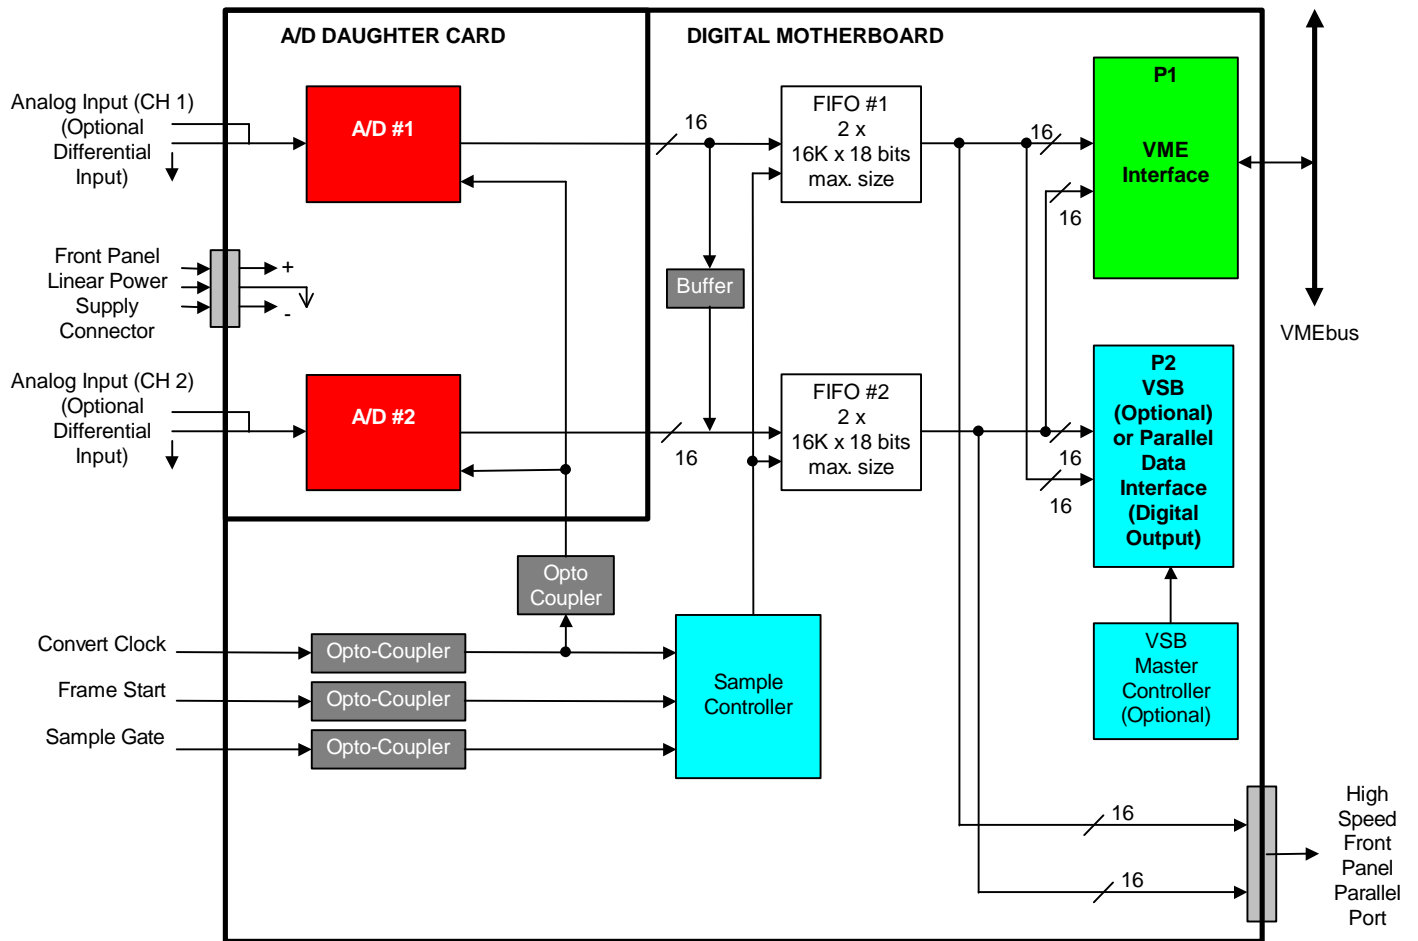 A/D DAUGHTER CARD
DIGITAL MOTHERBOARD
Analog Input (CH 1)
(Optional
Differential
Input)
A/D #1
16
FIFO #1
2 x
16K x 18 bits
max. size
16
16
P1
VME
Interface
Front Panel
Linear Power
Supply
Connector
+
-
Buffer
VMEbus
Analog Input (CH 2)
(Optional
Differential
Input)
A/D #2
16
FIFO #2
2 x
16K x 18 bits
max. size
16
16
P2
VSB
(Optional)
or Parallel
Data
Interface
(Digital
Output)
Opto
Coupler
Convert Clock
Opto-Coupler
Frame Start
Opto-Coupler
Sample Gate
Opto-Coupler
Sample
Controller
VSB
Master
Controller
(Optional)
16
16
High
Speed
Front
Panel
Parallel
Port